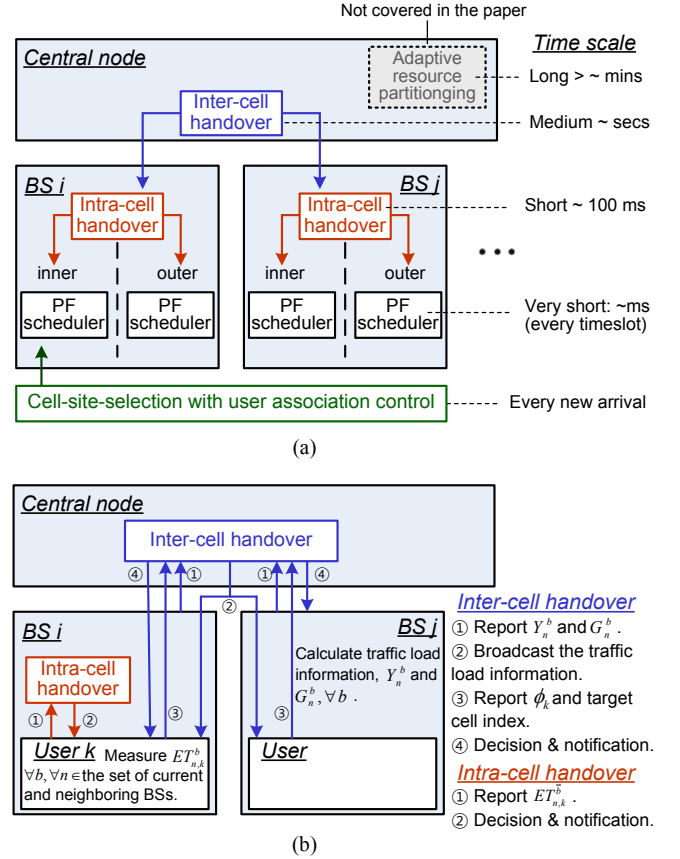 Not covered in the paper
Central node
Adaptive
resource
partitionging
Time scale
Long > ~ mins
Inter-cell
handover
Medium ~ secs
BS i
BS j
Intra-cell
handover
Intra-cell
handover
Short ~ 100 ms
inner
outer
inner
outer
PF
scheduler
PF
scheduler
PF
scheduler
PF
scheduler
Very short: ~ms
(every timeslot)
Cell-site-selection with user association control
Every new arrival
(a)
Central node
Inter-cell handover
④
①
②
①
④
BS i
BS j
Intra-cell
handover
①
②
③
③
Calculate traffic load
information, Y_n^b and
G_n^b, ∀b .
User k Measure ET_{n,k}^b
∀b, ∀n ∈ the set of current
and neighboring BSs.
User
Inter-cell handover
① Report Y_n^b and G_n^b .
② Broadcast the traffic
load information.
③ Report ϕ_k and target
cell index.
④ Decision & notification.
Intra-cell handover
① Report ET_{n,k}^{b̄} .
② Decision & notification.
(b)